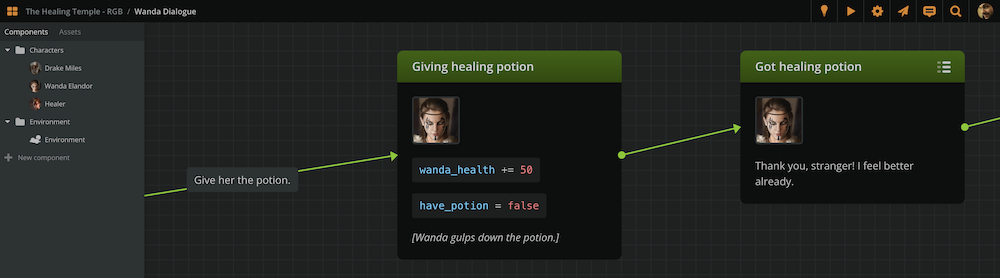 The Healing Temple - RGB / Wanda Dialogue
Components Assets
Characters
Drake Miles
Wanda Elandor
Healer
Environment
Environment
New component
Give her the potion.
Giving healing potion
wanda_health += 50
have_potion = false
[Wanda gulps down the potion.]
Got healing potion
Thank you, stranger! I feel better
already.